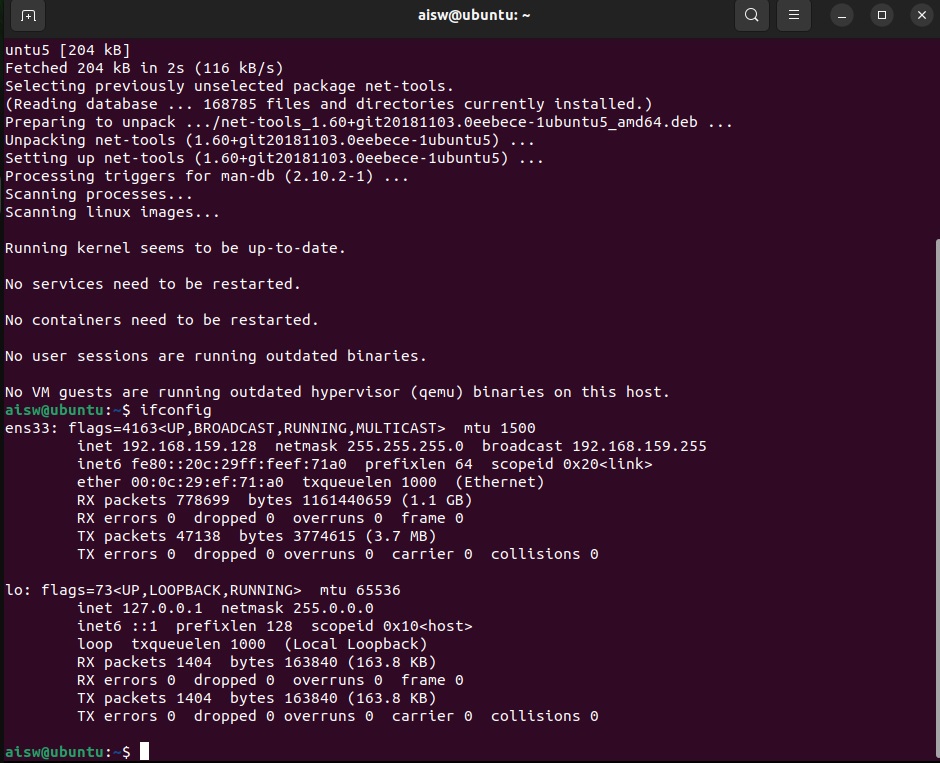 aisw@ubuntu: ~
untu5 [204 kB]
Fetched 204 kB in 2s (116 kB/s)
Selecting previously unselected package net-tools.
(Reading database ... 168785 files and directories currently installed.)
Preparing to unpack .../net-tools_1.60+git20181103.0eebece-1ubuntu5_amd64.deb ...
Unpacking net-tools (1.60+git20181103.0eebece-1ubuntu5) ...
Setting up net-tools (1.60+git20181103.0eebece-1ubuntu5) ...
Processing triggers for man-db (2.10.2-1) ...
Scanning processes...
Scanning linux images...
Running kernel seems to be up-to-date.
No services need to be restarted.
No containers need to be restarted.
No user sessions are running outdated binaries.
No VM guests are running outdated hypervisor (qemu) binaries on this host.
aisw@ubuntu:~$ ifconfig
ens33: flags=4163<UP,BROADCAST,RUNNING,MULTICAST>  mtu 1500
        inet 192.168.159.128  netmask 255.255.255.0  broadcast 192.168.159.255
        inet6 fe80::20c:29ff:feef:71a0  prefixlen 64  scopeid 0x20<link>
        ether 00:0c:29:ef:71:a0  txqueuelen 1000  (Ethernet)
        RX packets 778699  bytes 1161440659 (1.1 GB)
        RX errors 0  dropped 0  overruns 0  frame 0
        TX packets 47138  bytes 3774615 (3.7 MB)
        TX errors 0  dropped 0 overruns 0  carrier 0  collisions 0
lo: flags=73<UP,LOOPBACK,RUNNING>  mtu 65536
        inet 127.0.0.1  netmask 255.0.0.0
        inet6 ::1  prefixlen 128  scopeid 0x10<host>
        loop  txqueuelen 1000  (Local Loopback)
        RX packets 1404  bytes 163840 (163.8 KB)
        RX errors 0  dropped 0  overruns 0  frame 0
        TX packets 1404  bytes 163840 (163.8 KB)
        TX errors 0  dropped 0 overruns 0  carrier 0  collisions 0
aisw@ubuntu:~$